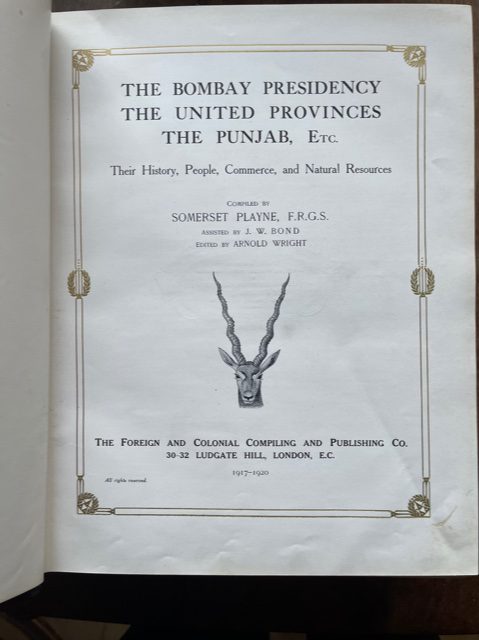 THE BOMBAY PRESIDENCY
THE UNITED PROVINCES
THE PUNJAB, ETC.
Their History, People, Commerce, and Natural Resources
COMPILED BY
SOMERSET PLAYNE, F.R.G.S.
ASSISTED BY J. W. BOND
EDITED BY ARNOLD WRIGHT
THE FOREIGN AND COLONIAL COMPILING AND PUBLISHING CO.
30-32 LUDGATE HILL, LONDON, E.C.
1917-1920
All rights reserved.